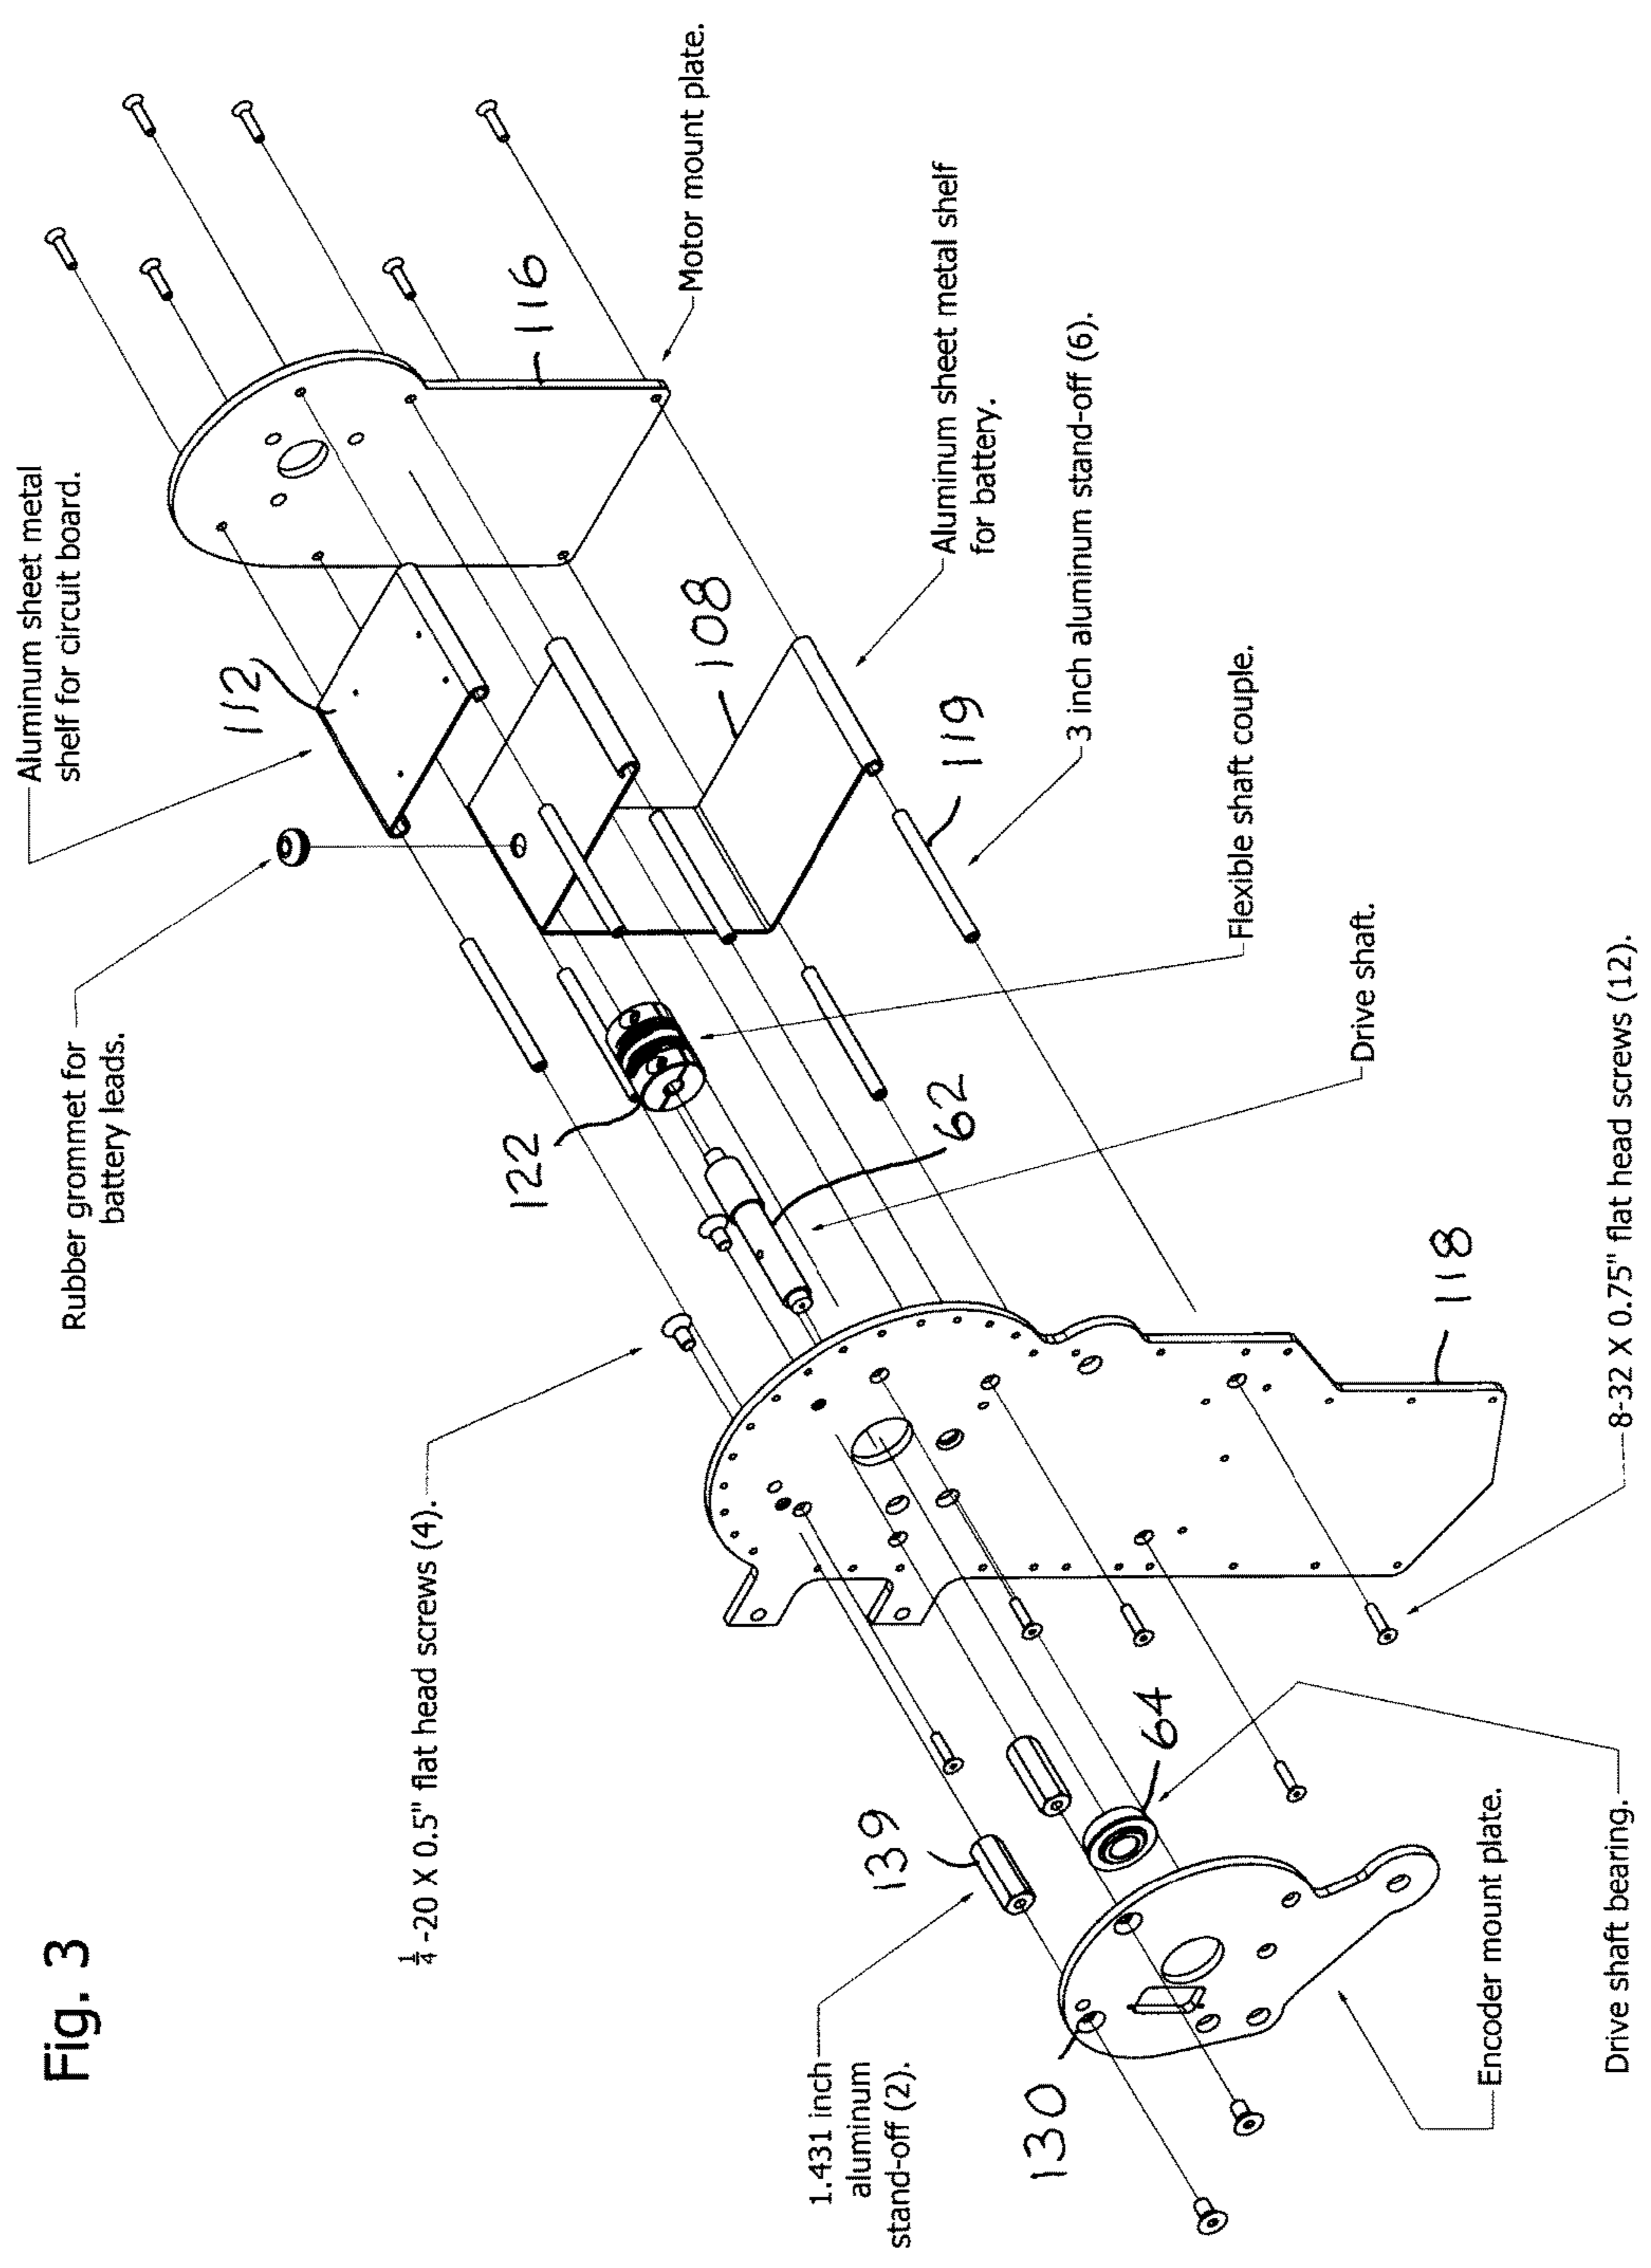 Fig. 3
Aluminum sheet metal
shelf for circuit board.
112
Rubber grommet for
battery leads.
122
¼-20 X 0.5" flat head screws (4).
1.431 inch
aluminum
stand-off (2).
139
130
116
Motor mount plate.
108
Aluminum sheet metal shelf
for battery.
119
3 inch aluminum stand-off (6).
Flexible shaft couple.
62
Drive shaft.
118
8-32 X 0.75" flat head screws (12).
64
Encoder mount plate.
Drive shaft bearing.